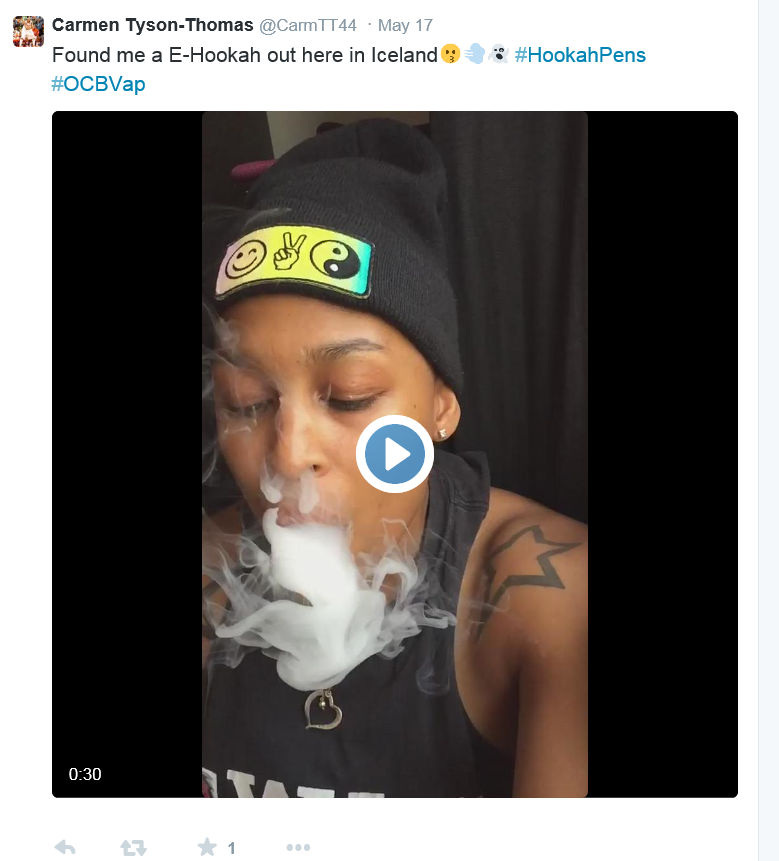 Carmen Tyson-Thomas @CarmTT44 · May 17
Found me a E-Hookah out here in Iceland😗💨👻 #HookahPens
#OCBVap
0:30
1